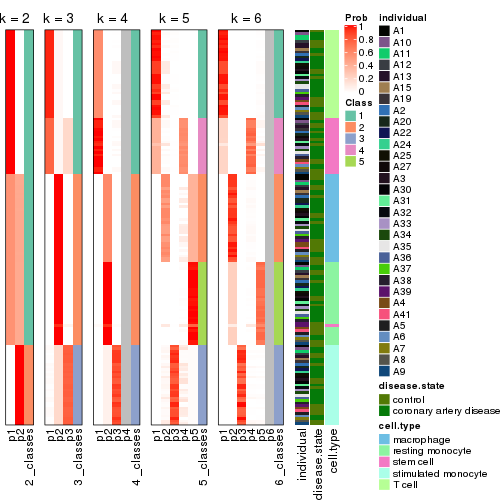 k = 2
k = 3
k = 4
k = 5
k = 6
p1
p2
2_classes
p1
p2
p3
3_classes
p1
p2
p3
p4
4_classes
p1
p2
p3
p4
p5
5_classes
p1
p2
p3
p4
p5
p6
6_classes
individual
disease.state
cell.type
Prob
1
0.8
0.6
0.4
0.2
0
Class
1
2
3
4
5
individual
A1
A10
A11
A12
A13
A15
A19
A2
A20
A22
A24
A25
A27
A3
A30
A31
A32
A33
A34
A35
A36
A37
A38
A39
A4
A41
A5
A6
A7
A8
A9
disease.state
control
coronary artery disease
cell.type
macrophage
resting monocyte
stem cell
stimulated monocyte
T cell